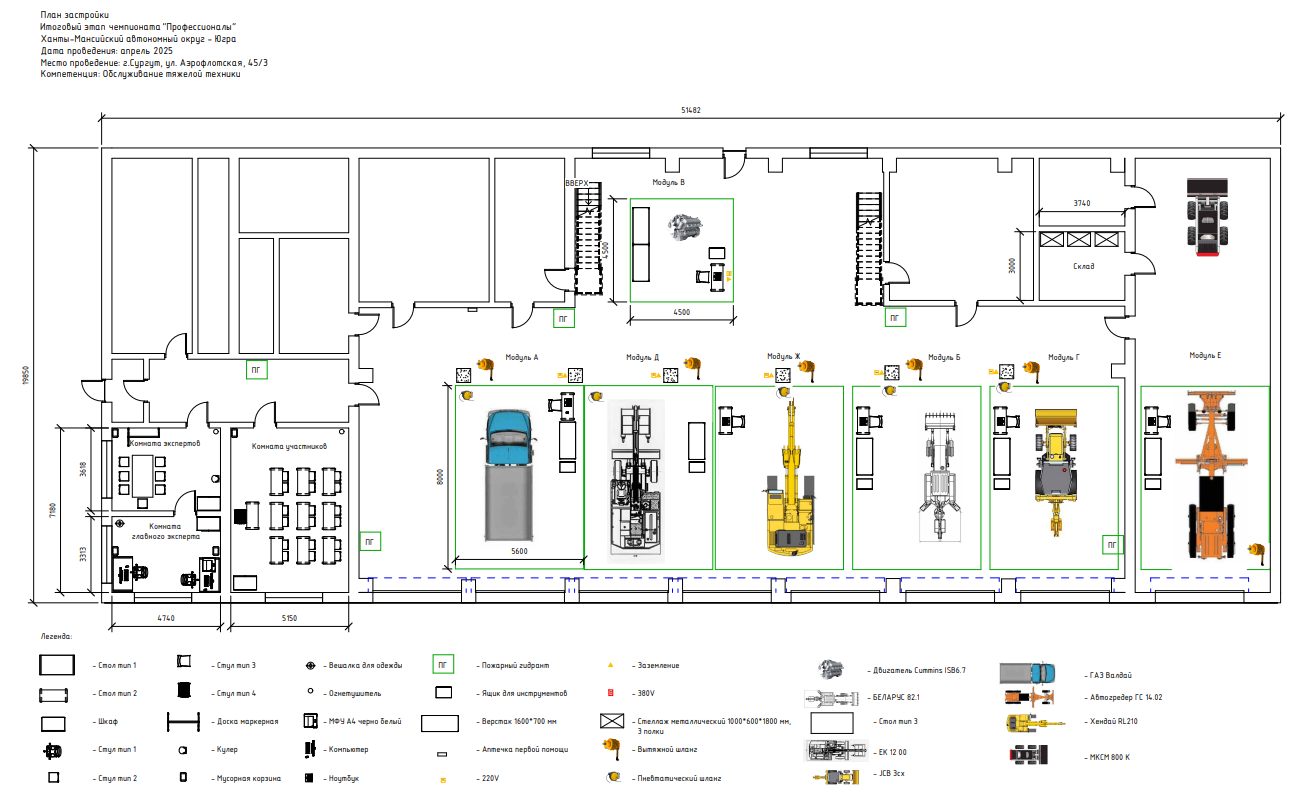 План застройки
Итоговый этап чемпионата "Профессионалы"
Ханты-Мансийский автономный округ - Югра
Дата проведения: апрель 2025
Место проведение: г.Сургут, ул. Аэрофлотская, 45/3
Компетенция: Обслуживание тяжелой техники
51482
ВВЕРХ
Модуль В
3740
4500
3000
Склад
4500
ПГ
ПГ
19850
Модуль А
Модуль Д
Модуль Ж
Модуль Б
Модуль Г
Модуль Е
ПГ
Комната экспертов
Комната участников
3618
8000
7180
Комната
главного эксперта
ПГ
ПГ
3313
5600
4740
5150
Легенда:
- Стол тип 1
- Стул тип 3
- Вешалка для одежды
ПГ
- Пожарный гидрант
- Заземление
- Двигатель Cummins ISB6.7
- ГАЗ Валдай
- Стол тип 2
- Стул тип 4
- Огнетушитель
- Ящик для инструментов
- 380V
- БЕЛАРУС 82.1
- Автогредер ГС 14.02
- Шкаф
- Доска маркерная
- МФУ А4 черно белый
- Верстак 1600*700 мм
- Стеллаж металлический 1000*600*1800 мм,
3 полки
- Стол тип 3
- Хендай RL210
- Стул тип 1
- Кулер
- Компьютер
- Аптечка первой помощи
- Вытяжной шланг
- ЕК 12 00
- МКСМ 800 К
- Стул тип 2
- Мусорная корзина
- Ноутбук
- 220V
- Пневтатический шланг
- JCB 3сх